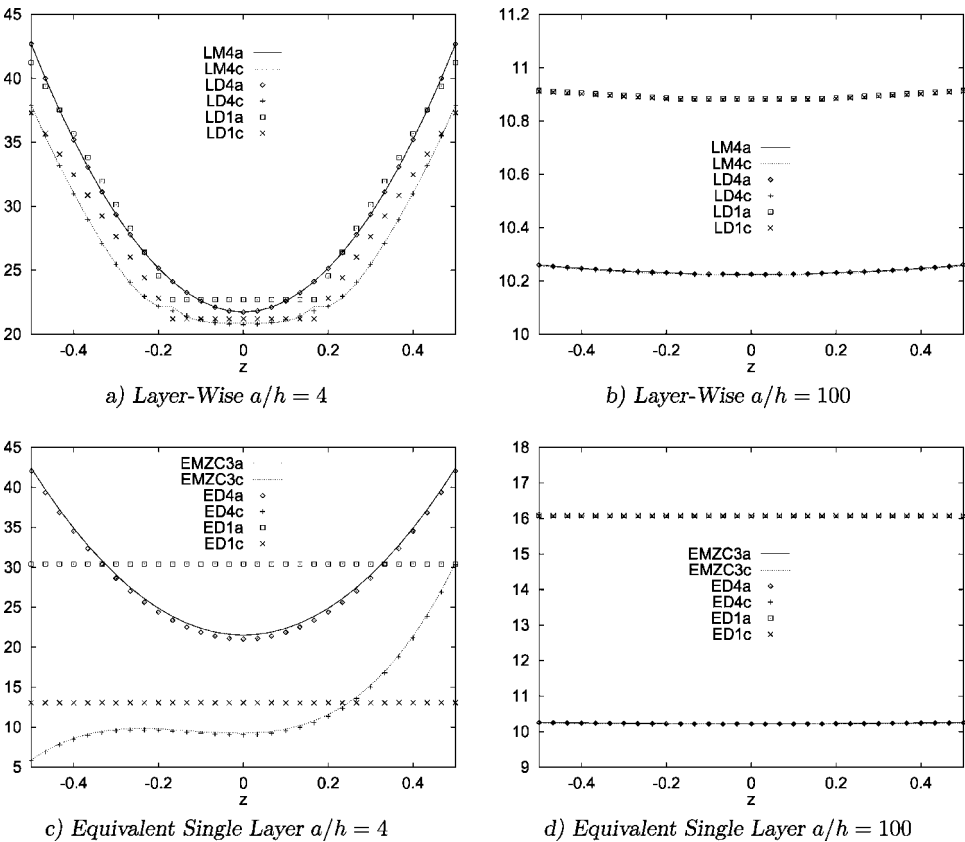 45
40
35
30
25
20
-0.4
-0.2
0
0.2
0.4
z
LM4a
LM4c
LD4a
LD4c
LD1a
LD1c
a) Layer-Wise a/h = 4
11.2
11
10.8
10.6
10.4
10.2
10
-0.4
-0.2
0
0.2
0.4
z
LM4a
LM4c
LD4a
LD4c
LD1a
LD1c
b) Layer-Wise a/h = 100
45
40
35
30
25
20
15
10
5
-0.4
-0.2
0
0.2
0.4
z
EMZC3a
EMZC3c
ED4a
ED4c
ED1a
ED1c
c) Equivalent Single Layer a/h = 4
18
17
16
15
14
13
12
11
10
9
-0.4
-0.2
0
0.2
0.4
z
EMZC3a
EMZC3c
ED4a
ED4c
ED1a
ED1c
d) Equivalent Single Layer a/h = 100